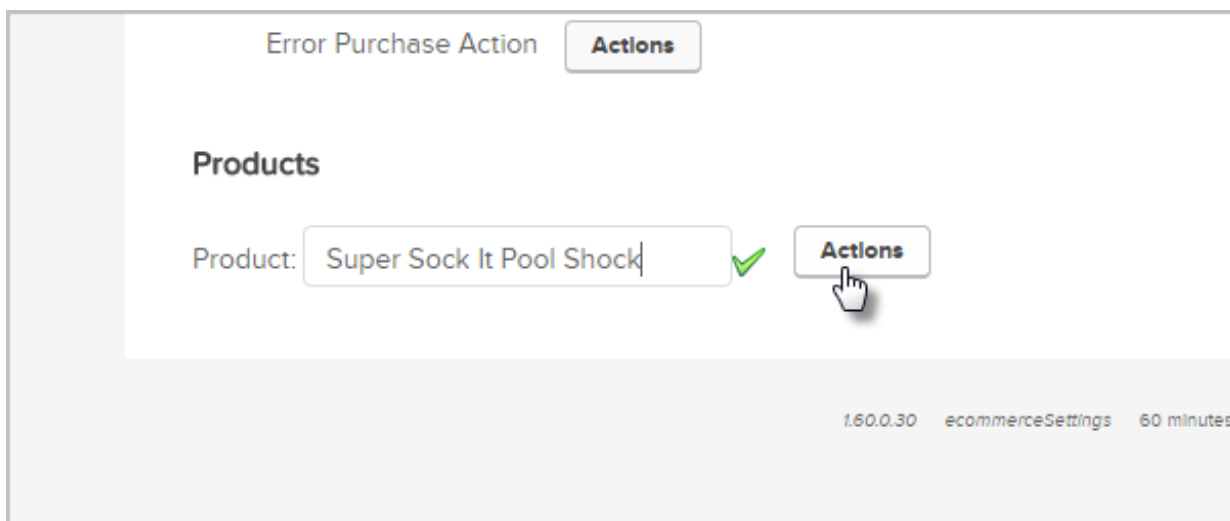 Error Purchase Action Actions
Products
Product: Super Sock It Pool Shock Actions
1.60.0.30 ecommerceSettings 60 minutes